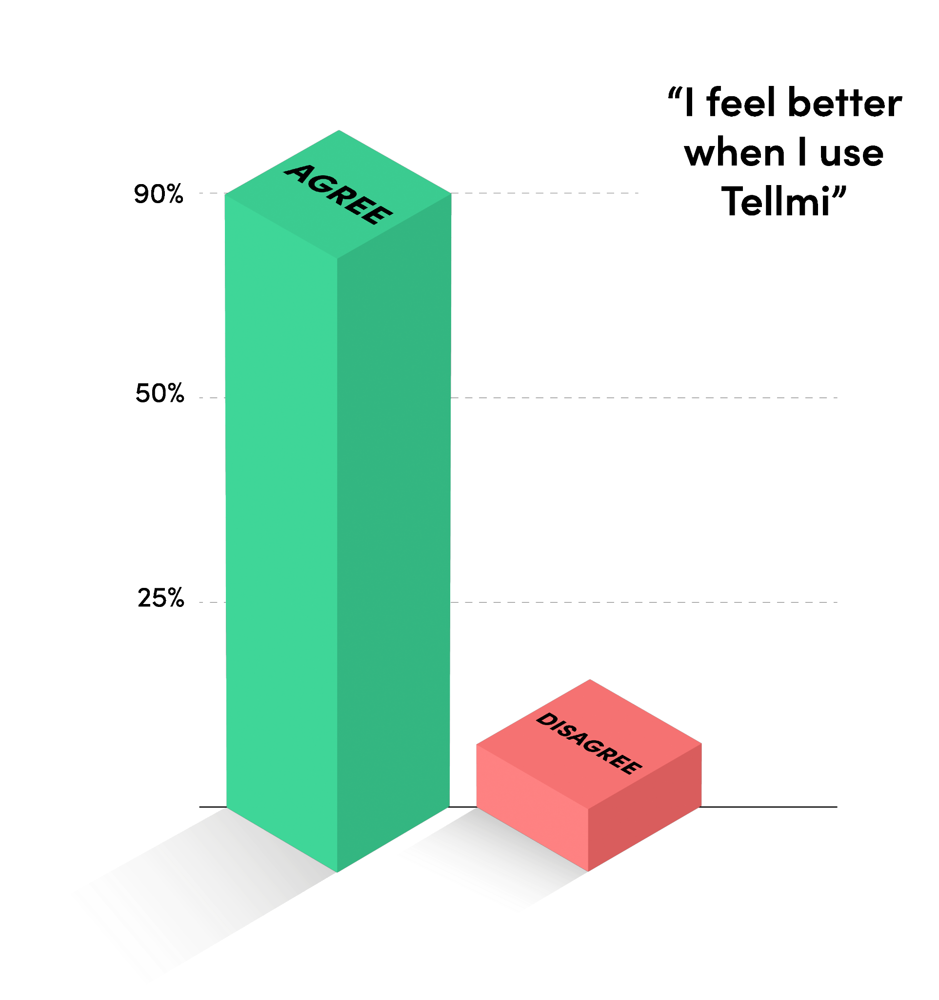 “I feel better
when I use
Tellmi”
AGREE
90%
50%
25%
DISAGREE